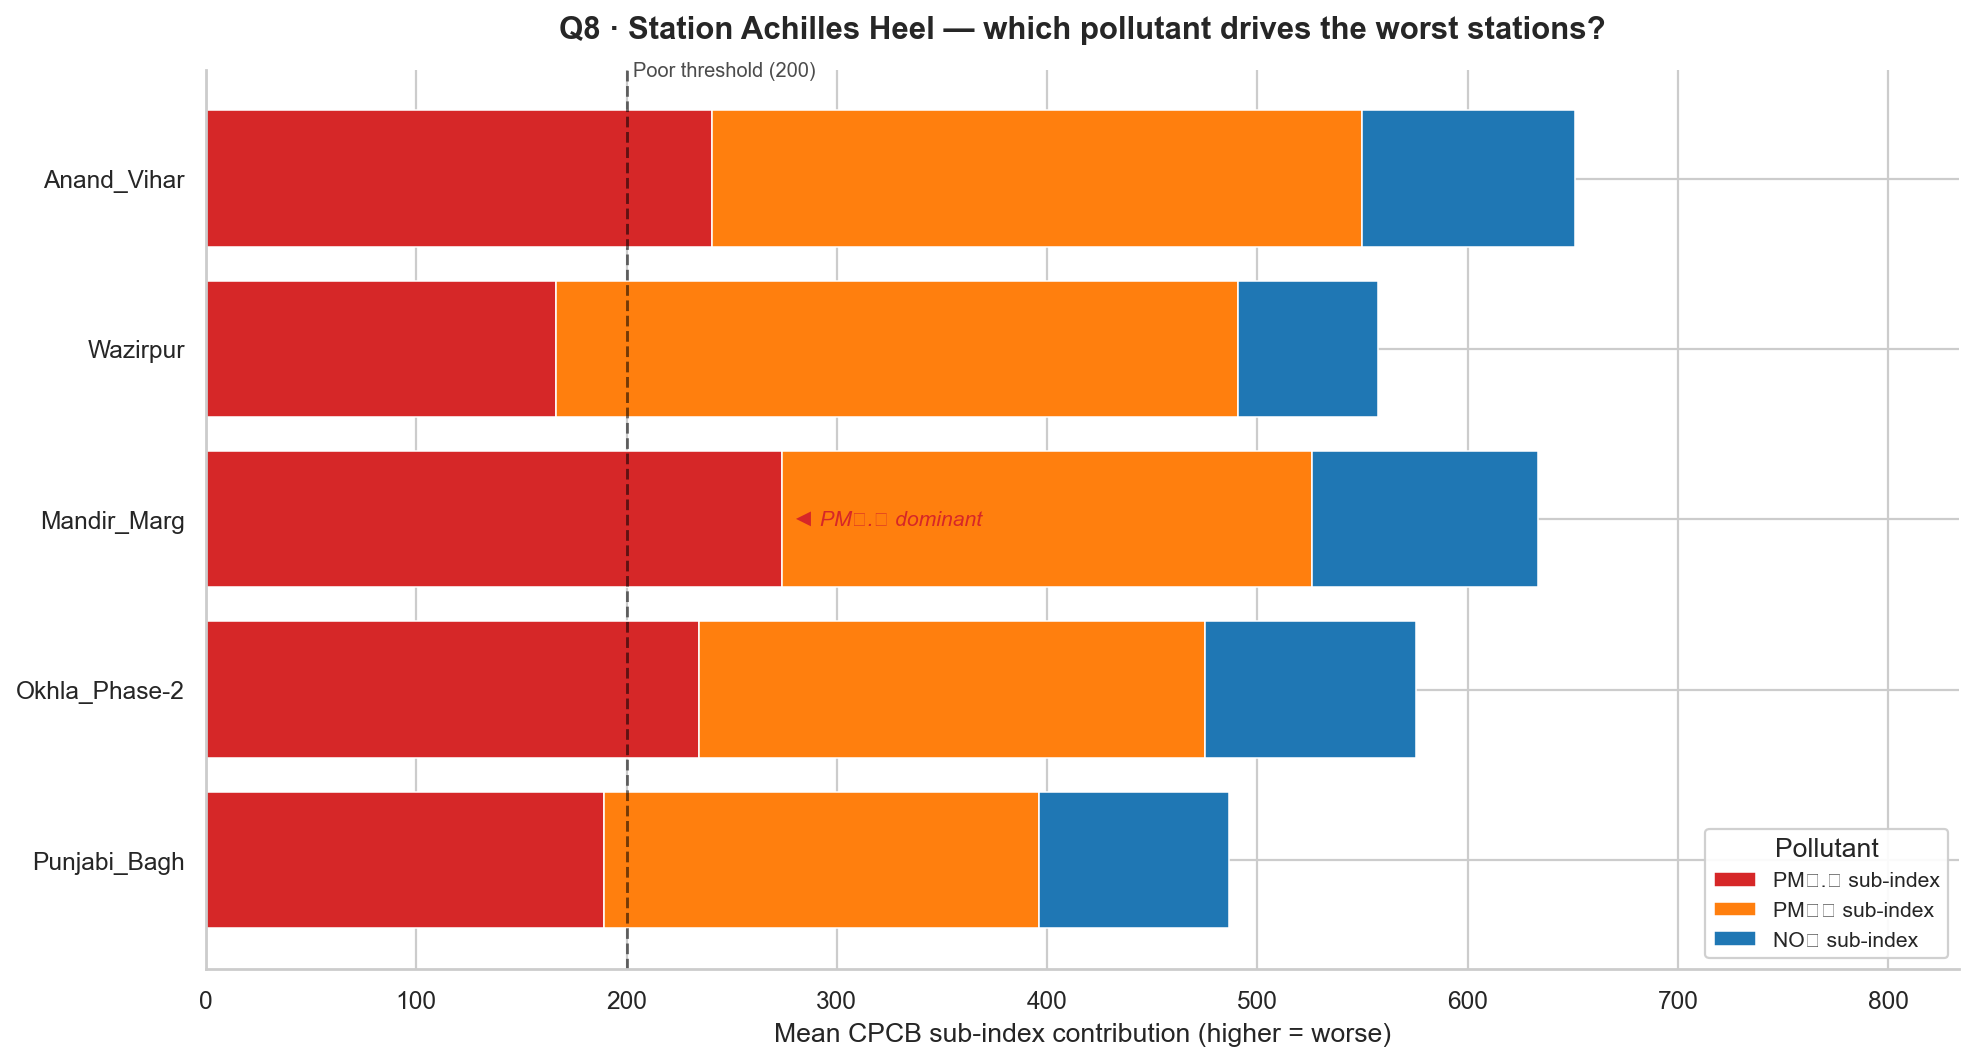 Q8 · Station Achilles Heel — which pollutant drives the worst stations?
Poor threshold (200)
Anand_Vihar
Wazirpur
Mandir_Marg
◄ PM□.□ dominant
Okhla_Phase-2
Punjabi_Bagh
Pollutant
PM□.□ sub-index
PM□□ sub-index
NO□ sub-index
0 100 200 300 400 500 600 700 800
Mean CPCB sub-index contribution (higher = worse)